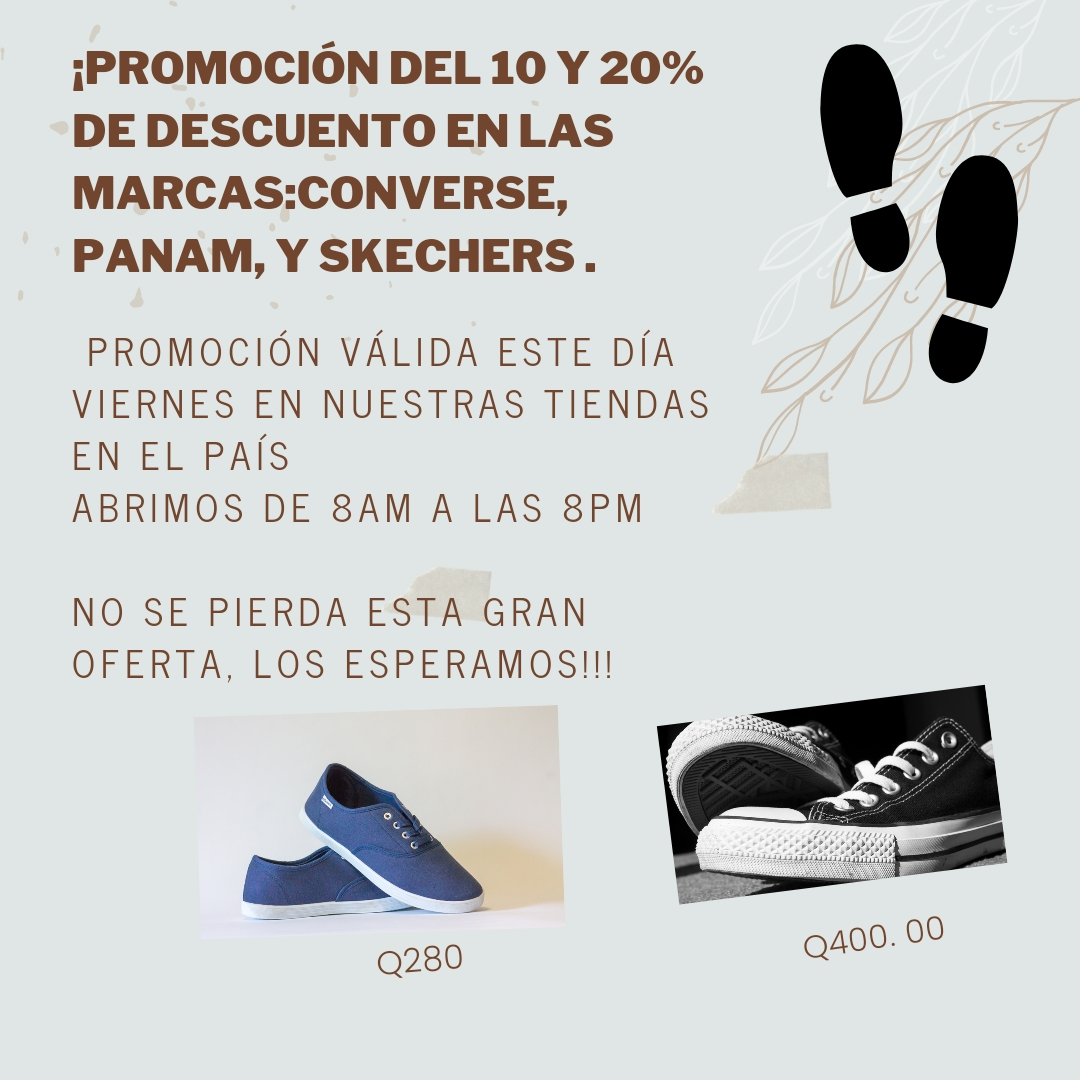 ¡PROMOCIÓN DEL 10 Y 20%
DE DESCUENTO EN LAS
MARCAS:CONVERSE,
PANAM, Y SKECHERS .
PROMOCIÓN VÁLIDA ESTE DÍA
VIERNES EN NUESTRAS TIENDAS
EN EL PAÍS
ABRIMOS DE 8AM A LAS 8PM
NO SE PIERDA ESTA GRAN
OFERTA, LOS ESPERAMOS!!!
Q280
Q400. 00